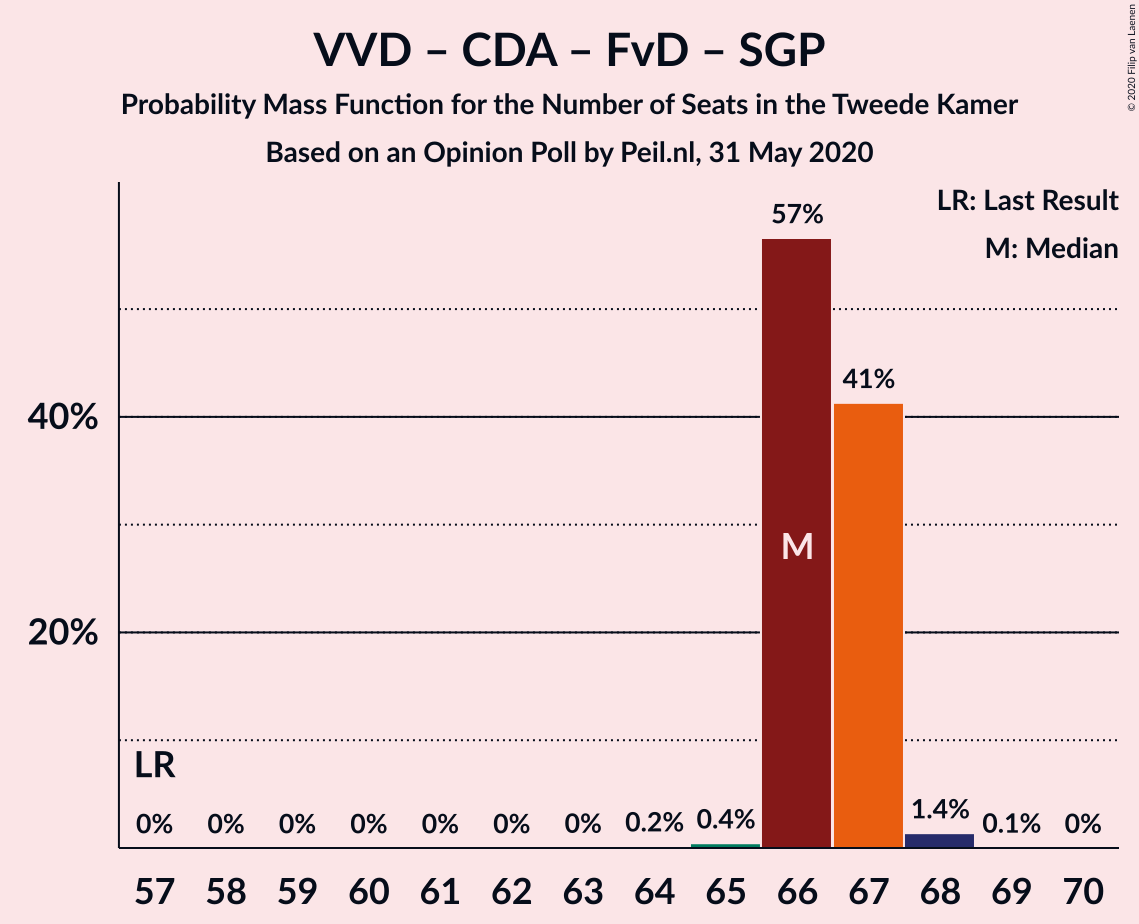 VVD – CDA – FvD – SGP
Probability Mass Function for the Number of Seats in the Tweede Kamer
Based on an Opinion Poll by Peil.nl, 31 May 2020
© 2020 Filip van Laenen
LR: Last Result
M: Median
57%
41%
40%
M
20%
LR
0% 0% 0% 0% 0% 0% 0% 0.2% 0.4% 1.4% 0.1% 0%
57 58 59 60 61 62 63 64 65 66 67 68 69 70